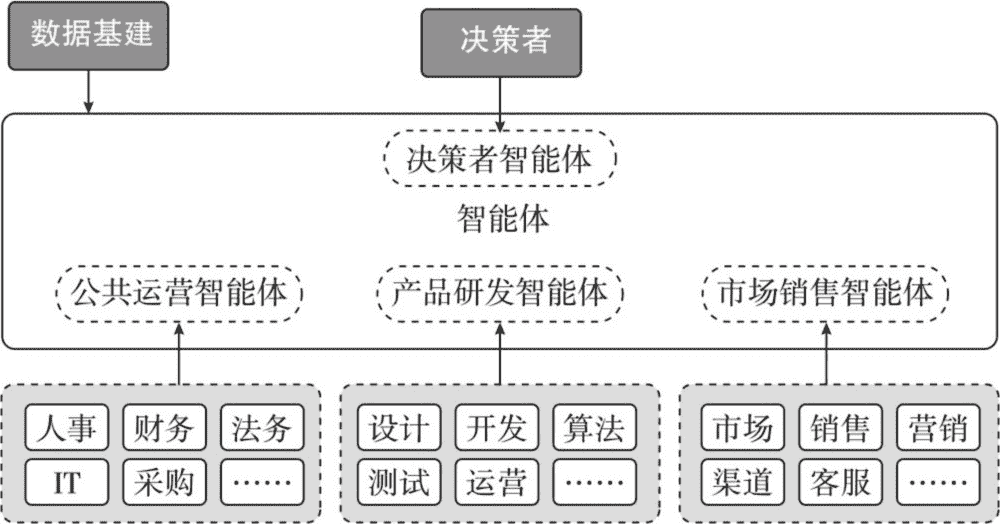 数据基建 决策者
决策者智能体
智能体
公共运营智能体 产品研发智能体 市场销售智能体
人事 财务 法务 设计 开发 算法 市场 销售 营销
IT 采购 …… 测试 运营 …… 渠道 客服 ……